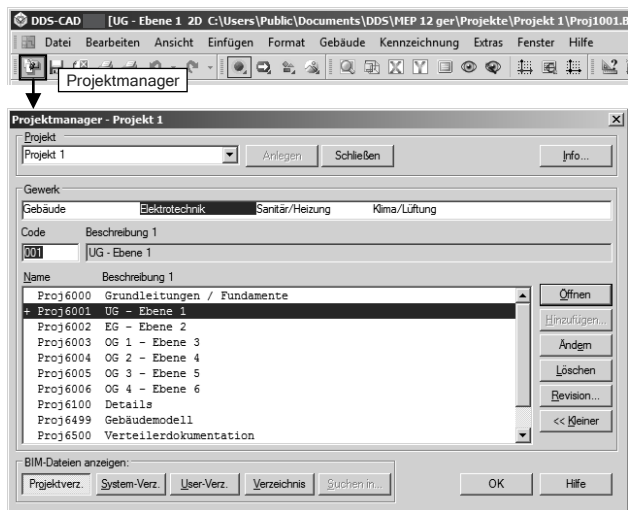 DDS-CAD [UG - Ebene 1 2D C:\Users\Public\Documents\DDS\MEP 12 ger\Projekte\Projekt 1\Proj1001.B
Datei Bearbeiten Ansicht Einfügen Format Gebäude Kennzeichnung Extras Fenster Hilfe
Projektmanager
Projektmanager - Projekt 1
Projekt
Projekt 1 Anlegen Schließen Info...
Gewerk
Gebäude Elektrotechnik Sanitär/Heizung Klima/Lüftung
Code Beschreibung 1
001 UG - Ebene 1
Name Beschreibung 1
Proj6000 Grundleitungen / Fundamente Öffnen
+ Proj6001 UG - Ebene 1
Proj6002 EG - Ebene 2 Hinzufügen...
Proj6003 OG 1 - Ebene 3 Ändern
Proj6004 OG 2 - Ebene 4
Proj6005 OG 3 - Ebene 5 Löschen
Proj6006 OG 4 - Ebene 6 Revision...
Proj6100 Details
Proj6499 Gebäudemodell << Kleiner
Proj6500 Verteilerdokumentation
BIM-Dateien anzeigen:
Projektverz. System-Verz. User-Verz. Verzeichnis Suchen in... OK Hilfe